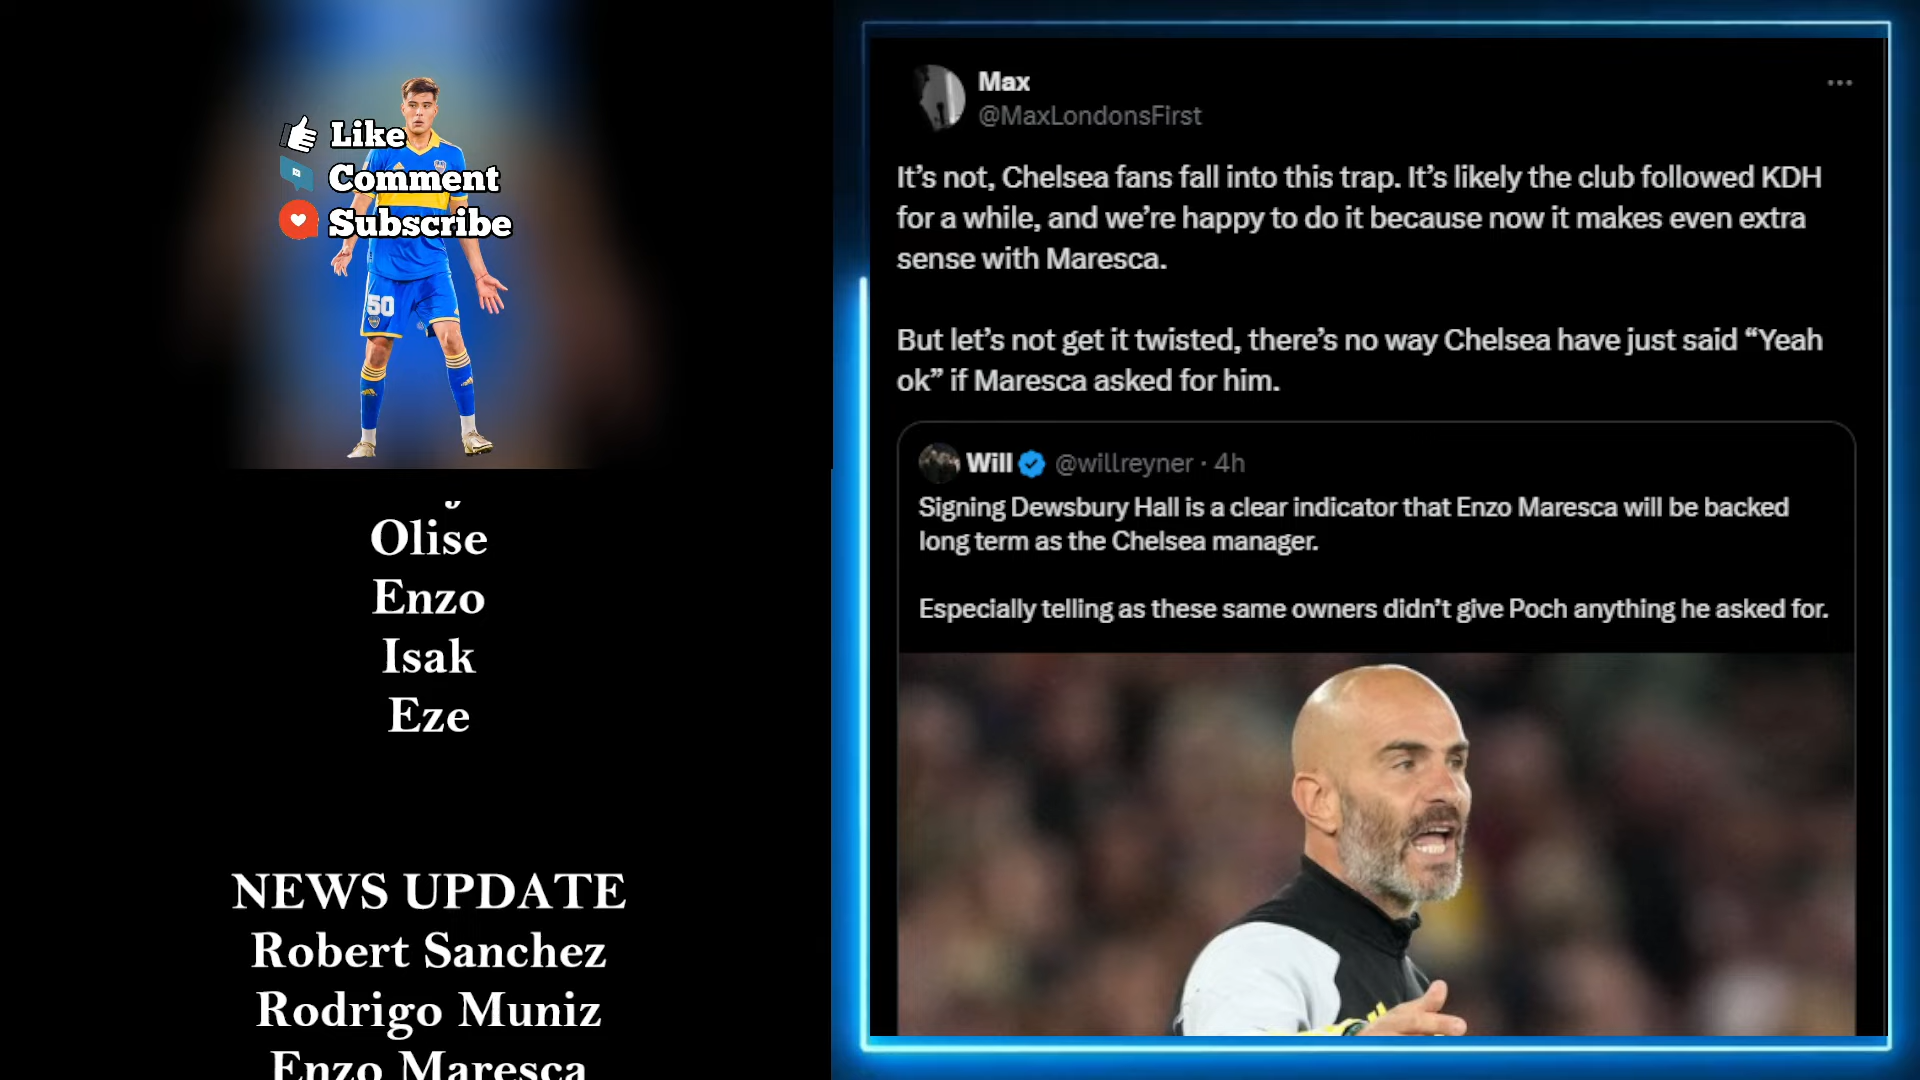 Like
Comment
Subscribe
50
Olise
Enzo
Isak
Eze
NEWS UPDATE
Robert Sanchez
Rodrigo Muniz
Enzo Maresca
Max
@MaxLondonsFirst
It’s not, Chelsea fans fall into this trap. It’s likely the club followed KDH
for a while, and we’re happy to do it because now it makes even extra
sense with Maresca.
But let’s not get it twisted, there’s no way Chelsea have just said “Yeah
ok” if Maresca asked for him.
Will @willreyner · 4h
Signing Dewsbury Hall is a clear indicator that Enzo Maresca will be backed
long term as the Chelsea manager.
Especially telling as these same owners didn’t give Poch anything he asked for.